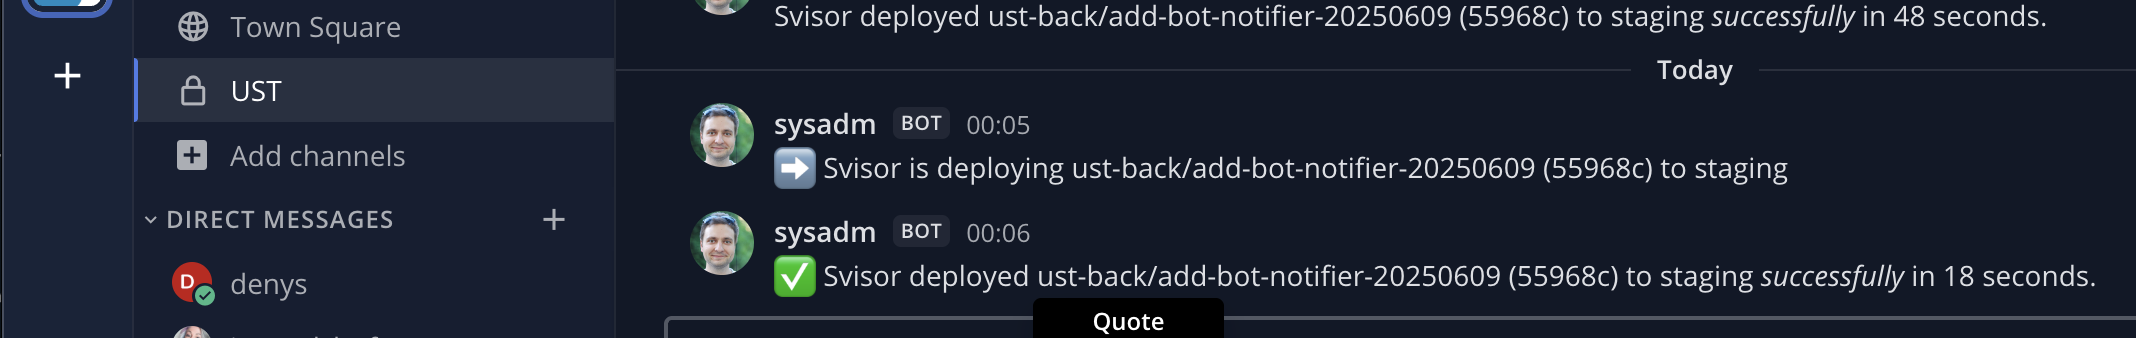 Town Square
UST
Add channels
DIRECT MESSAGES
D denys
Svisor deployed ust-back/add-bot-notifier-20250609 (55968c) to staging successfully in 48 seconds.
Today
sysadm BOT 00:05
Svisor is deploying ust-back/add-bot-notifier-20250609 (55968c) to staging
sysadm BOT 00:06
Svisor deployed ust-back/add-bot-notifier-20250609 (55968c) to staging successfully in 18 seconds.
Quote